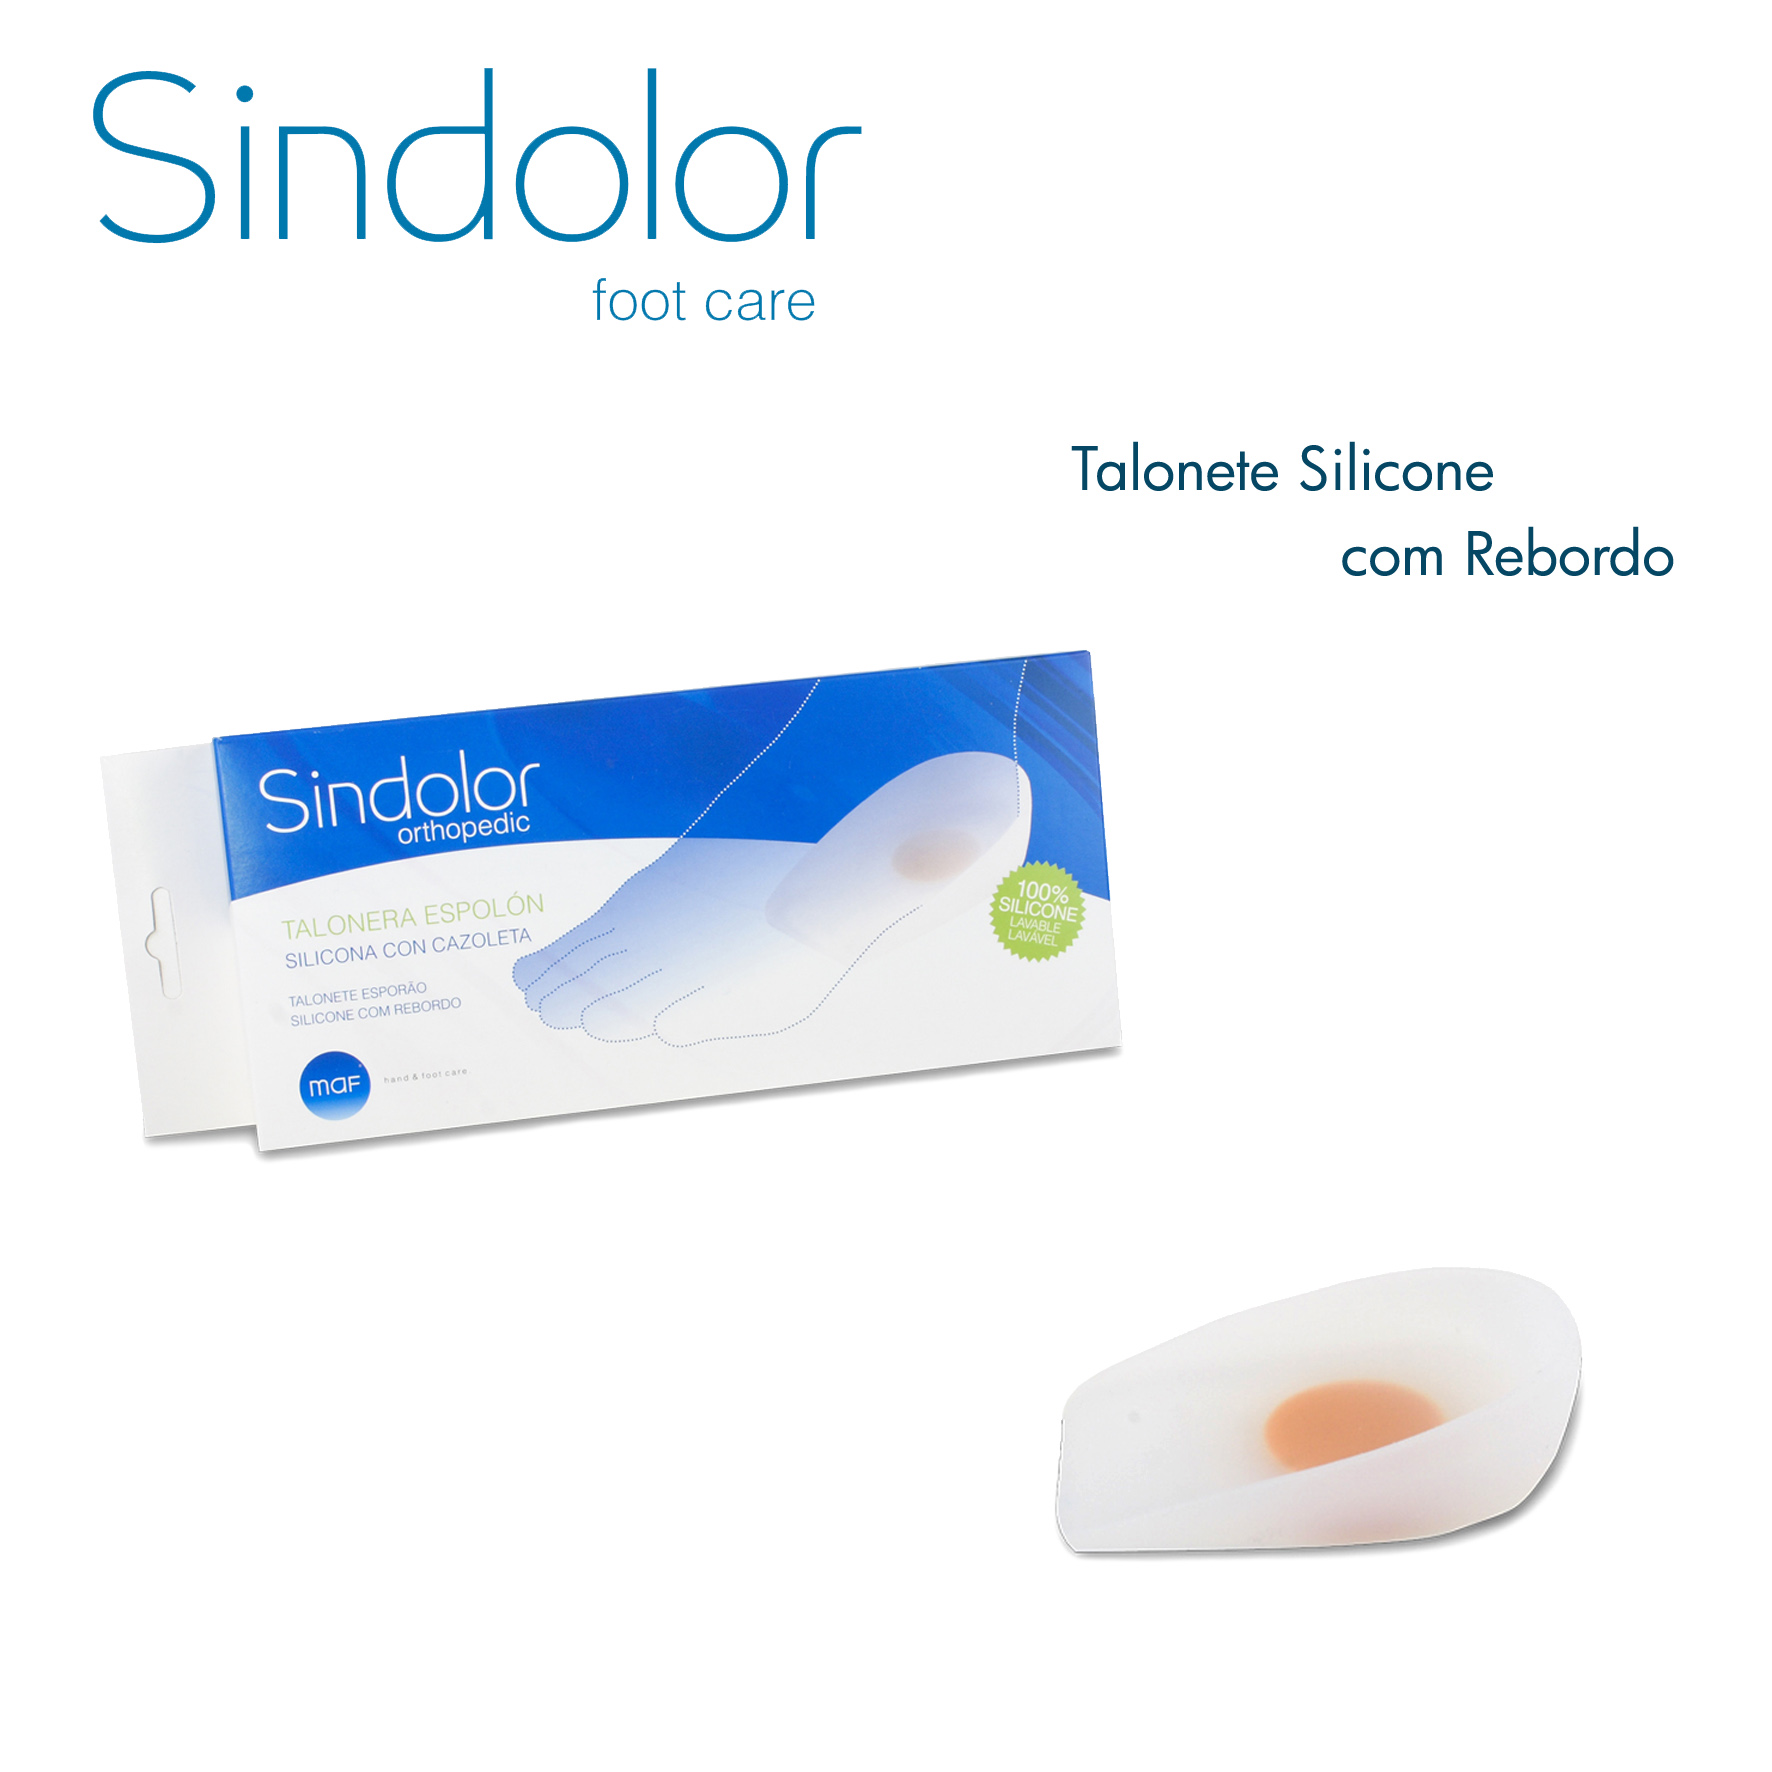 Sindolor
foot care
Talonete Silicone
com Rebordo
Sindolor
orthopedic
TALONERA ESPOLÓN
SILICONA CON CAZOLETA
TALONETE ESPORÃO
SILICONE COM REBORDO
maF
hand & foot care
100%
SILICONE
LAVABLE
LAVÁVEL